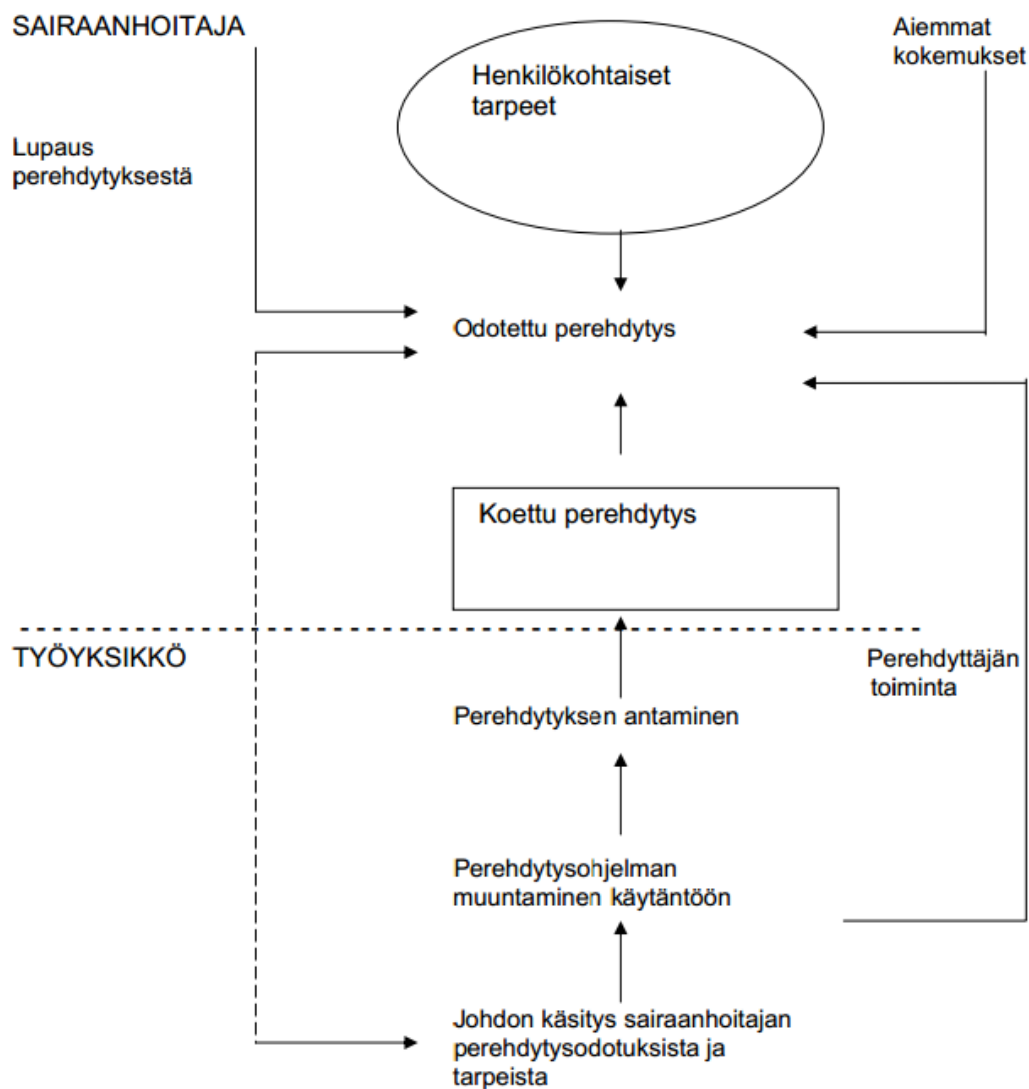 SAIRAANHOITAJA
Henkilökohtaiset
tarpeet
Aiemmat
kokemukset
Lupaus
perehdytyksestä
Odotettu perehdytys
Koettu perehdytys
TYÖYKSIKKÖ
Perehdyttäjän
toiminta
Perehdytyksen antaminen
Perehdytysohjelman
muuntaminen käytäntöön
Johdon käsitys sairaanhoitajan
perehdytysodotuksista ja
tarpeista